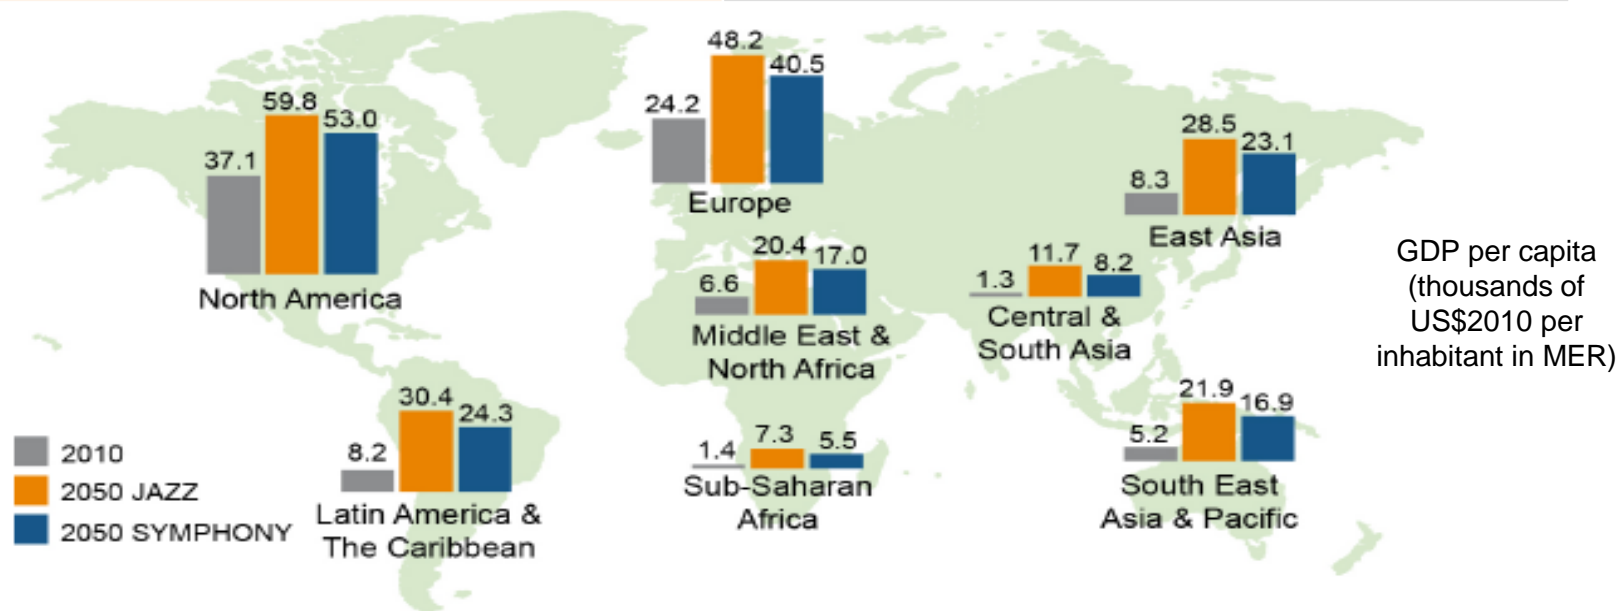 59.8
53.0
37.1
North America
48.2
40.5
24.2
Europe
28.5
23.1
8.3
East Asia
20.4
17.0
6.6
Middle East &
North Africa
11.7
8.2
1.3
Central &
South Asia
GDP per capita
(thousands of
US$2010 per
inhabitant in MER)
30.4
24.3
8.2
Latin America &
The Caribbean
7.3
5.5
1.4
Sub-Saharan
Africa
21.9
16.9
5.2
South East
Asia & Pacific
2010
2050 JAZZ
2050 SYMPHONY